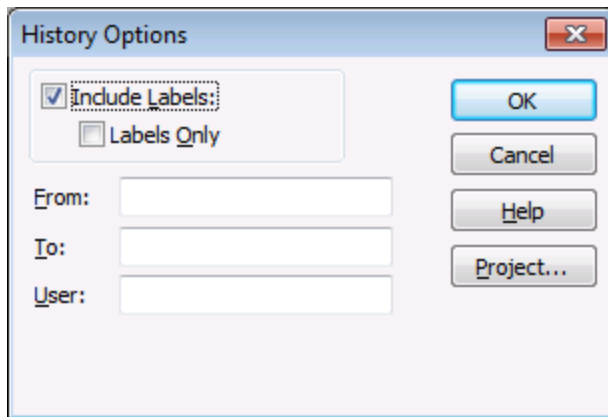 History Options
Include Labels:
Labels Only
From:
To:
User:
OK
Cancel
Help
Project...